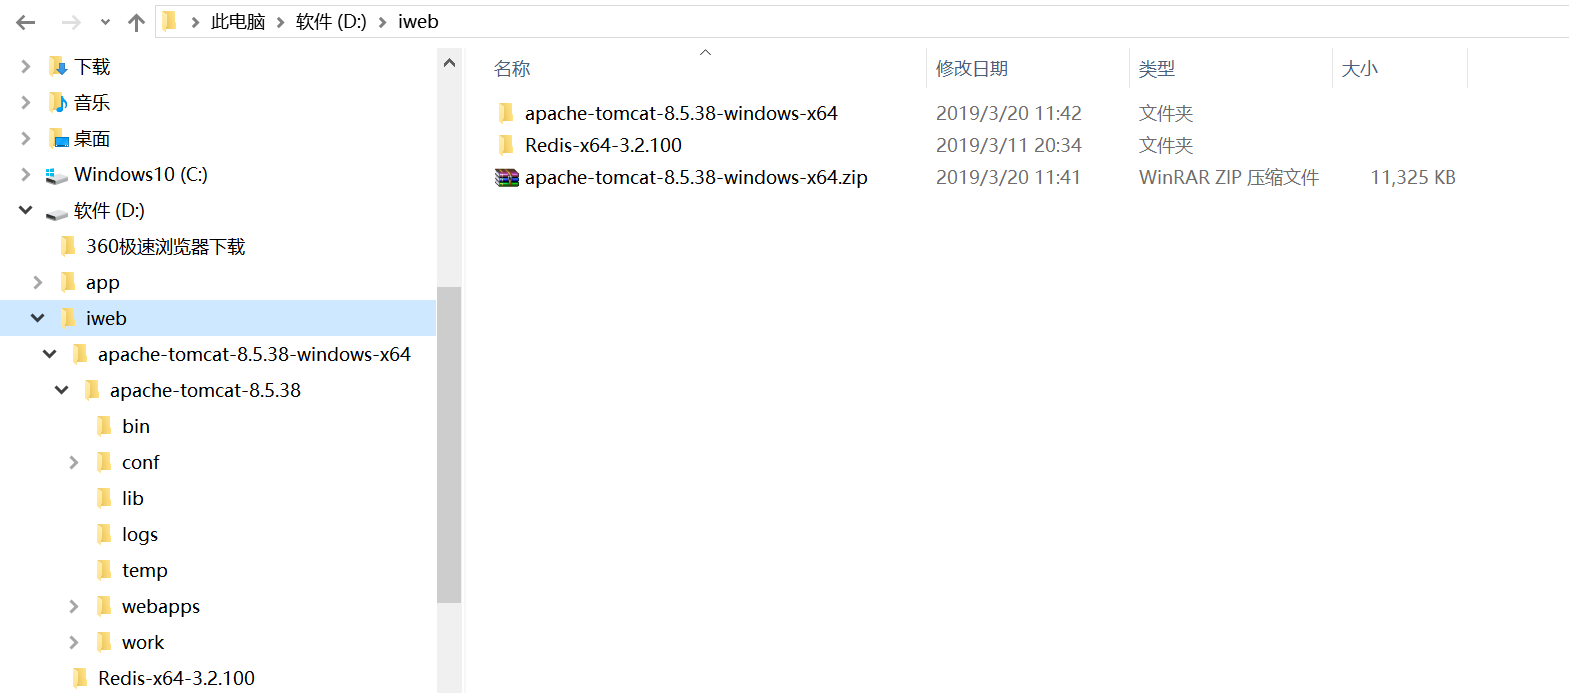 此电脑 软件 (D:) iweb
下载
音乐
桌面
Windows10 (C:)
软件 (D:)
360极速浏览器下载
app
iweb
apache-tomcat-8.5.38-windows-x64
apache-tomcat-8.5.38
bin
conf
lib
logs
temp
webapps
work
Redis-x64-3.2.100
名称 修改日期 类型 大小
apache-tomcat-8.5.38-windows-x64 2019/3/20 11:42 文件夹
Redis-x64-3.2.100 2019/3/11 20:34 文件夹
apache-tomcat-8.5.38-windows-x64.zip 2019/3/20 11:41 WinRAR ZIP 压缩文件 11,325 KB